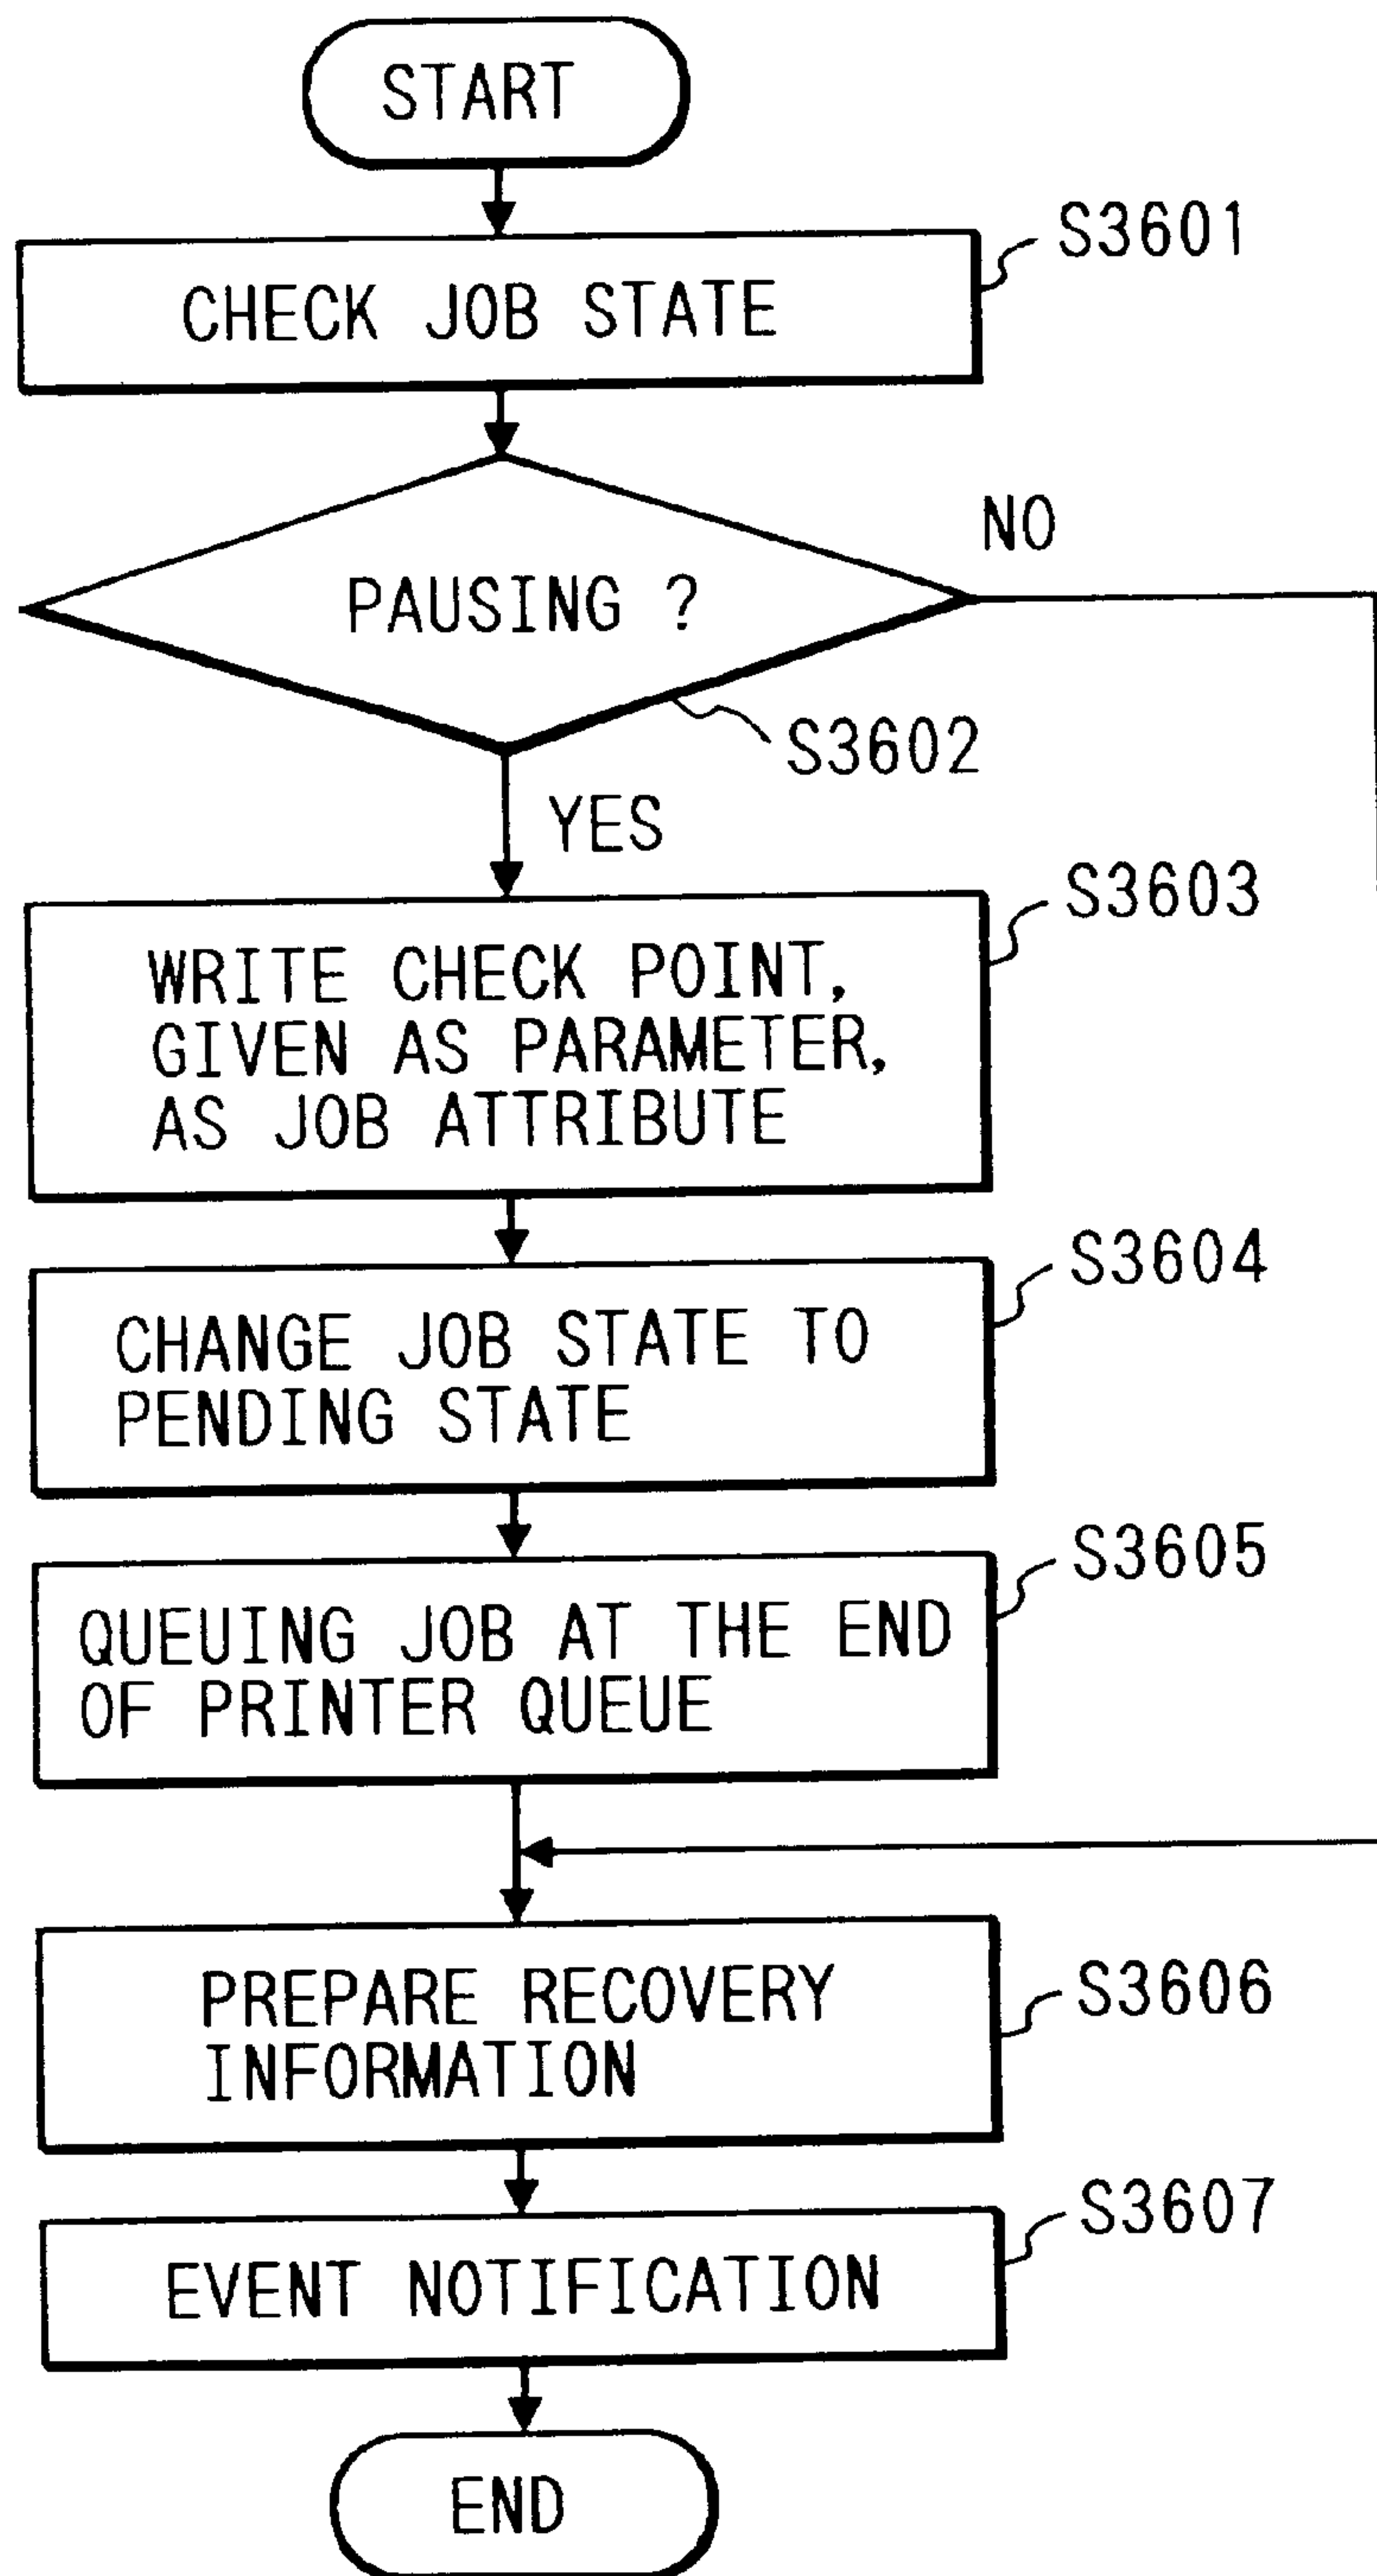 START
S3601
CHECK JOB STATE
NO
PAUSING ?
S3602
YES
S3603
WRITE CHECK POINT,
GIVEN AS PARAMETER,
AS JOB ATTRIBUTE
S3604
CHANGE JOB STATE TO
PENDING STATE
S3605
QUEUING JOB AT THE END
OF PRINTER QUEUE
PREPARE RECOVERY
INFORMATION
S3606
S3607
EVENT NOTIFICATION
END